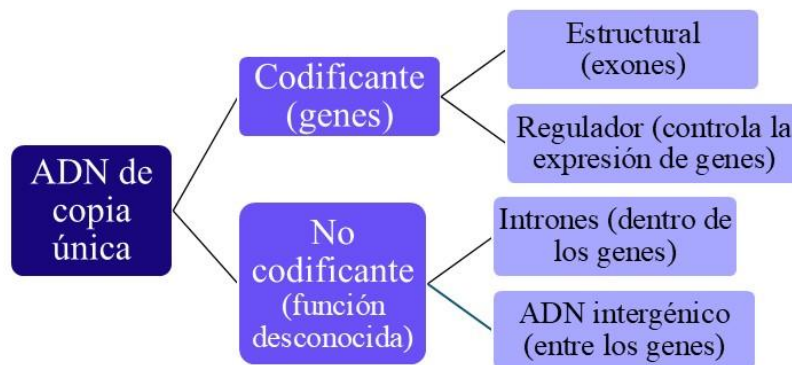 ADN de
copia
única
Codificante
(genes)
Estructural
(exones)
Regulador (controla la
expresión de genes)
No
codificante
(función
desconocida)
Intrones (dentro de
los genes)
ADN intergénico
(entre los genes)